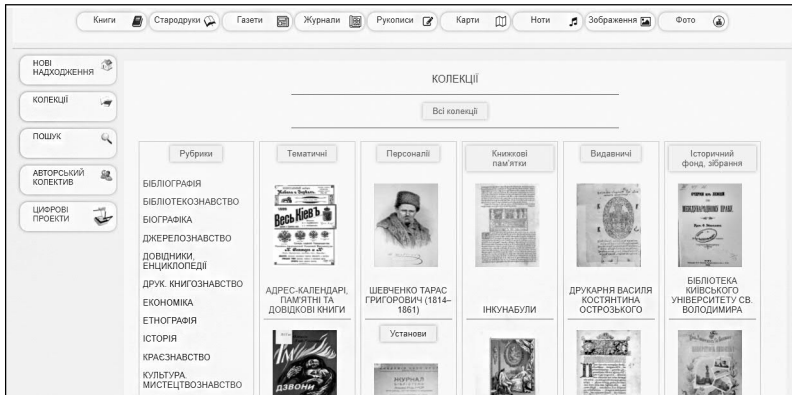 Книги
Стародруки
Газети
Журнали
Рукописи
Карти
Ноти
Зображення
Фото
НОВІ
НАДХОДЖЕННЯ
КОЛЕКЦІЇ
ПОШУК
АВТОРСЬКИЙ
КОЛЕКТИВ
ЦИФРОВІ
ПРОЕКТИ
КОЛЕКЦІЇ
Всі колекції
Рубрики
БІБЛІОГРАФІЯ
БІБЛІОТЕКОЗНАВСТВО
БІОГРАФІКА
ДЖЕРЕЛОЗНАВСТВО
ДОВІДНИКИ,
ЕНЦИКЛОПЕДІЇ
ДРУК. КНИГОЗНАВСТВО
ЕКОНОМІКА
ЕТНОГРАФІЯ
ІСТОРІЯ
КРАЄЗНАВСТВО
КУЛЬТУРА.
МИСТЕЦТВОЗНАВСТВО
Тематичні
Весь Кіевъ
АДРЕС-КАЛЕНДАРІ,
ПАМ'ЯТНІ ТА
ДОВІДКОВІ КНИГИ
ДЗВОНИ
Персоналії
ШЕВЧЕНКО ТАРАС
ГРИГОРОВИЧ (1814–
1861)
Установи
ЖУРНАЛ
Книжкові
пам'ятки
ІНКУНАБУЛИ
Видавничі
ДРУКАРНЯ ВАСИЛЯ
КОСТЯНТИНА
ОСТРОЗЬКОГО
Історичний
фонд, зібрання
МЕЖДУНАРОДНОМУ ПРАВУ.
БІБЛІОТЕКА
КИЇВСЬКОГО
УНІВЕРСИТЕТУ СВ.
ВОЛОДИМИРА